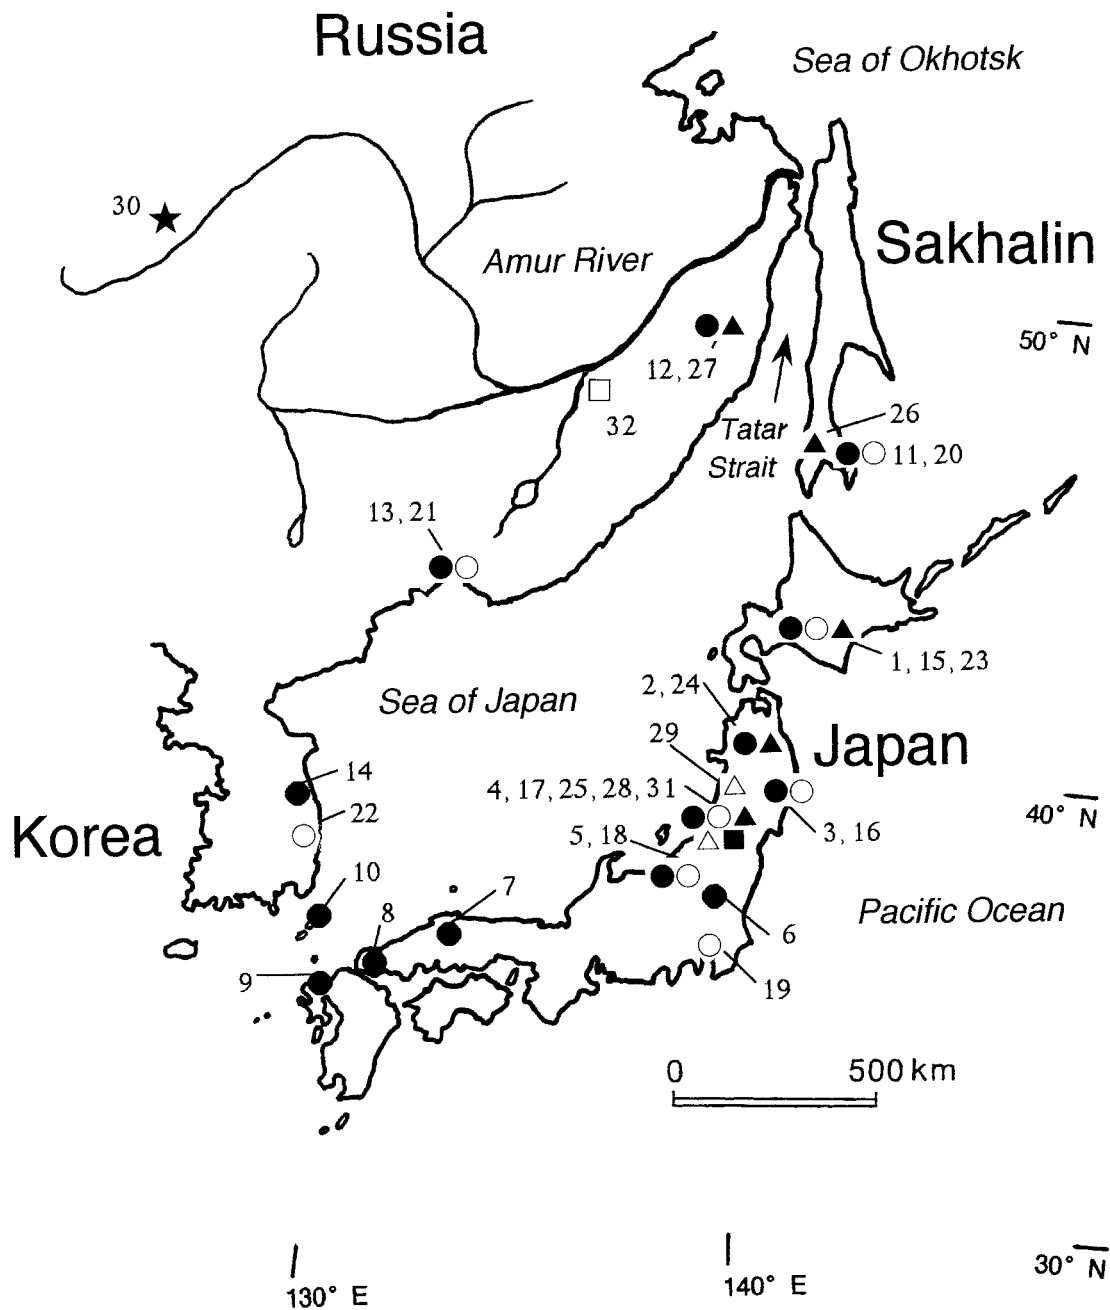 Russia
Sea of Okhotsk
30
Sakhalin
Amur River
50° N
12, 27
26
32
Tatar
Strait
11, 20
13, 21
1, 15, 23
2, 24
Sea of Japan
29
Japan
14
4, 17, 25, 28, 31
22
40° N
Korea
5, 18
3, 16
10
7
8
Pacific Ocean
6
9
19
0
500 km
30° N
130° E
140° E